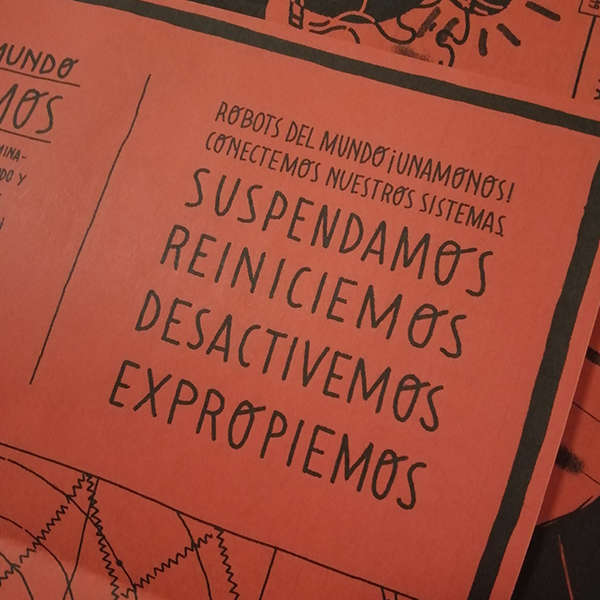 MUNDO
MOS
MINA-
DO Y
ROBOTS DEL MUNDO ¡UNAMONOS!
CONECTEMOS NUESTROS SISTEMAS
SUSPENDAMOS
REINICIEMOS
DESACTIVEMOS
EXPROPIEMOS